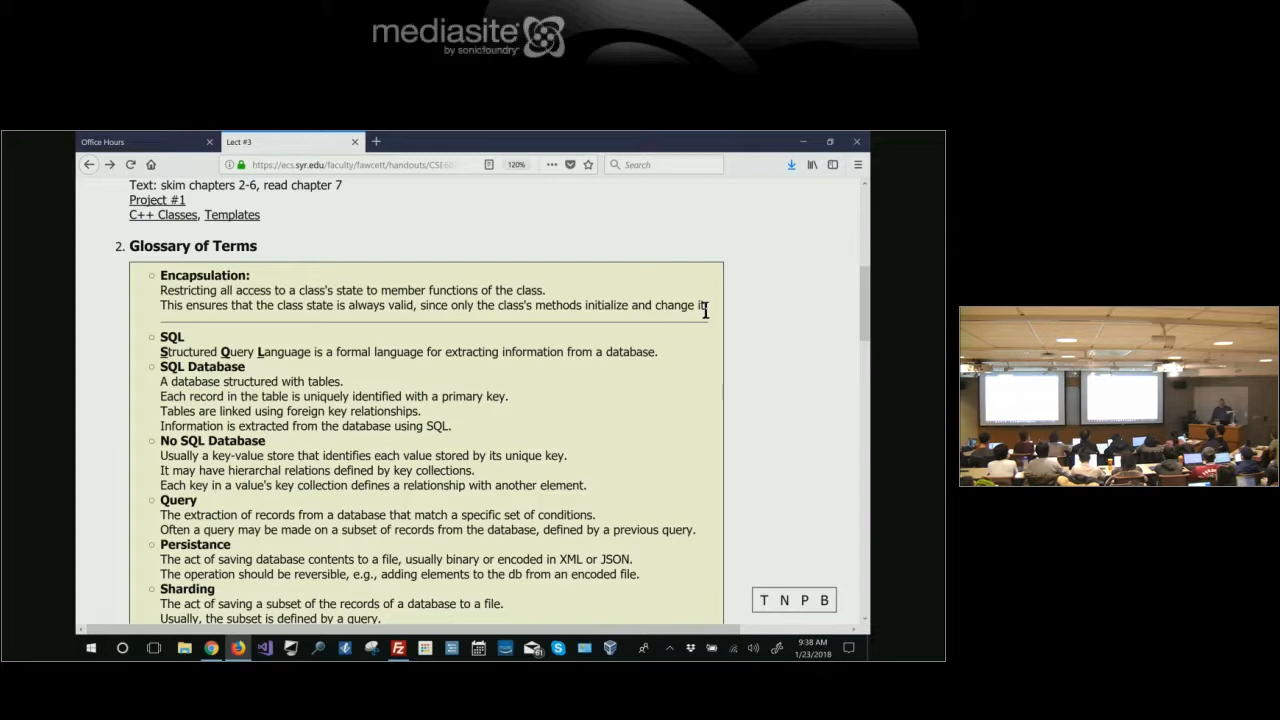 mediasite
by sonicfoundry
Office Hours
Lect #3
https://ecs.syr.edu/faculty/fawcett/handouts/CSE6
120%
Search
Text: skim chapters 2-6, read chapter 7
Project #1
C++ Classes, Templates
2. Glossary of Terms
Encapsulation:
Restricting all access to a class's state to member functions of the class.
This ensures that the class state is always valid, since only the class's methods initialize and change it.
SQL
Structured Query Language is a formal language for extracting information from a database.
SQL Database
A database structured with tables.
Each record in the table is uniquely identified with a primary key.
Tables are linked using foreign key relationships.
Information is extracted from the database using SQL.
No SQL Database
Usually a key-value store that identifies each value stored by its unique key.
It may have hierarchal relations defined by key collections.
Each key in a value's key collection defines a relationship with another element.
Query
The extraction of records from a database that match a specific set of conditions.
Often a query may be made on a subset of records from the database, defined by a previous query.
Persistance
The act of saving database contents to a file, usually binary or encoded in XML or JSON.
The operation should be reversible, e.g., adding elements to the db from an encoded file.
Sharding
The act of saving a subset of the records of a database to a file.
Usually, the subset is defined by a query.
T N P B
9:38 AM
1/23/2018